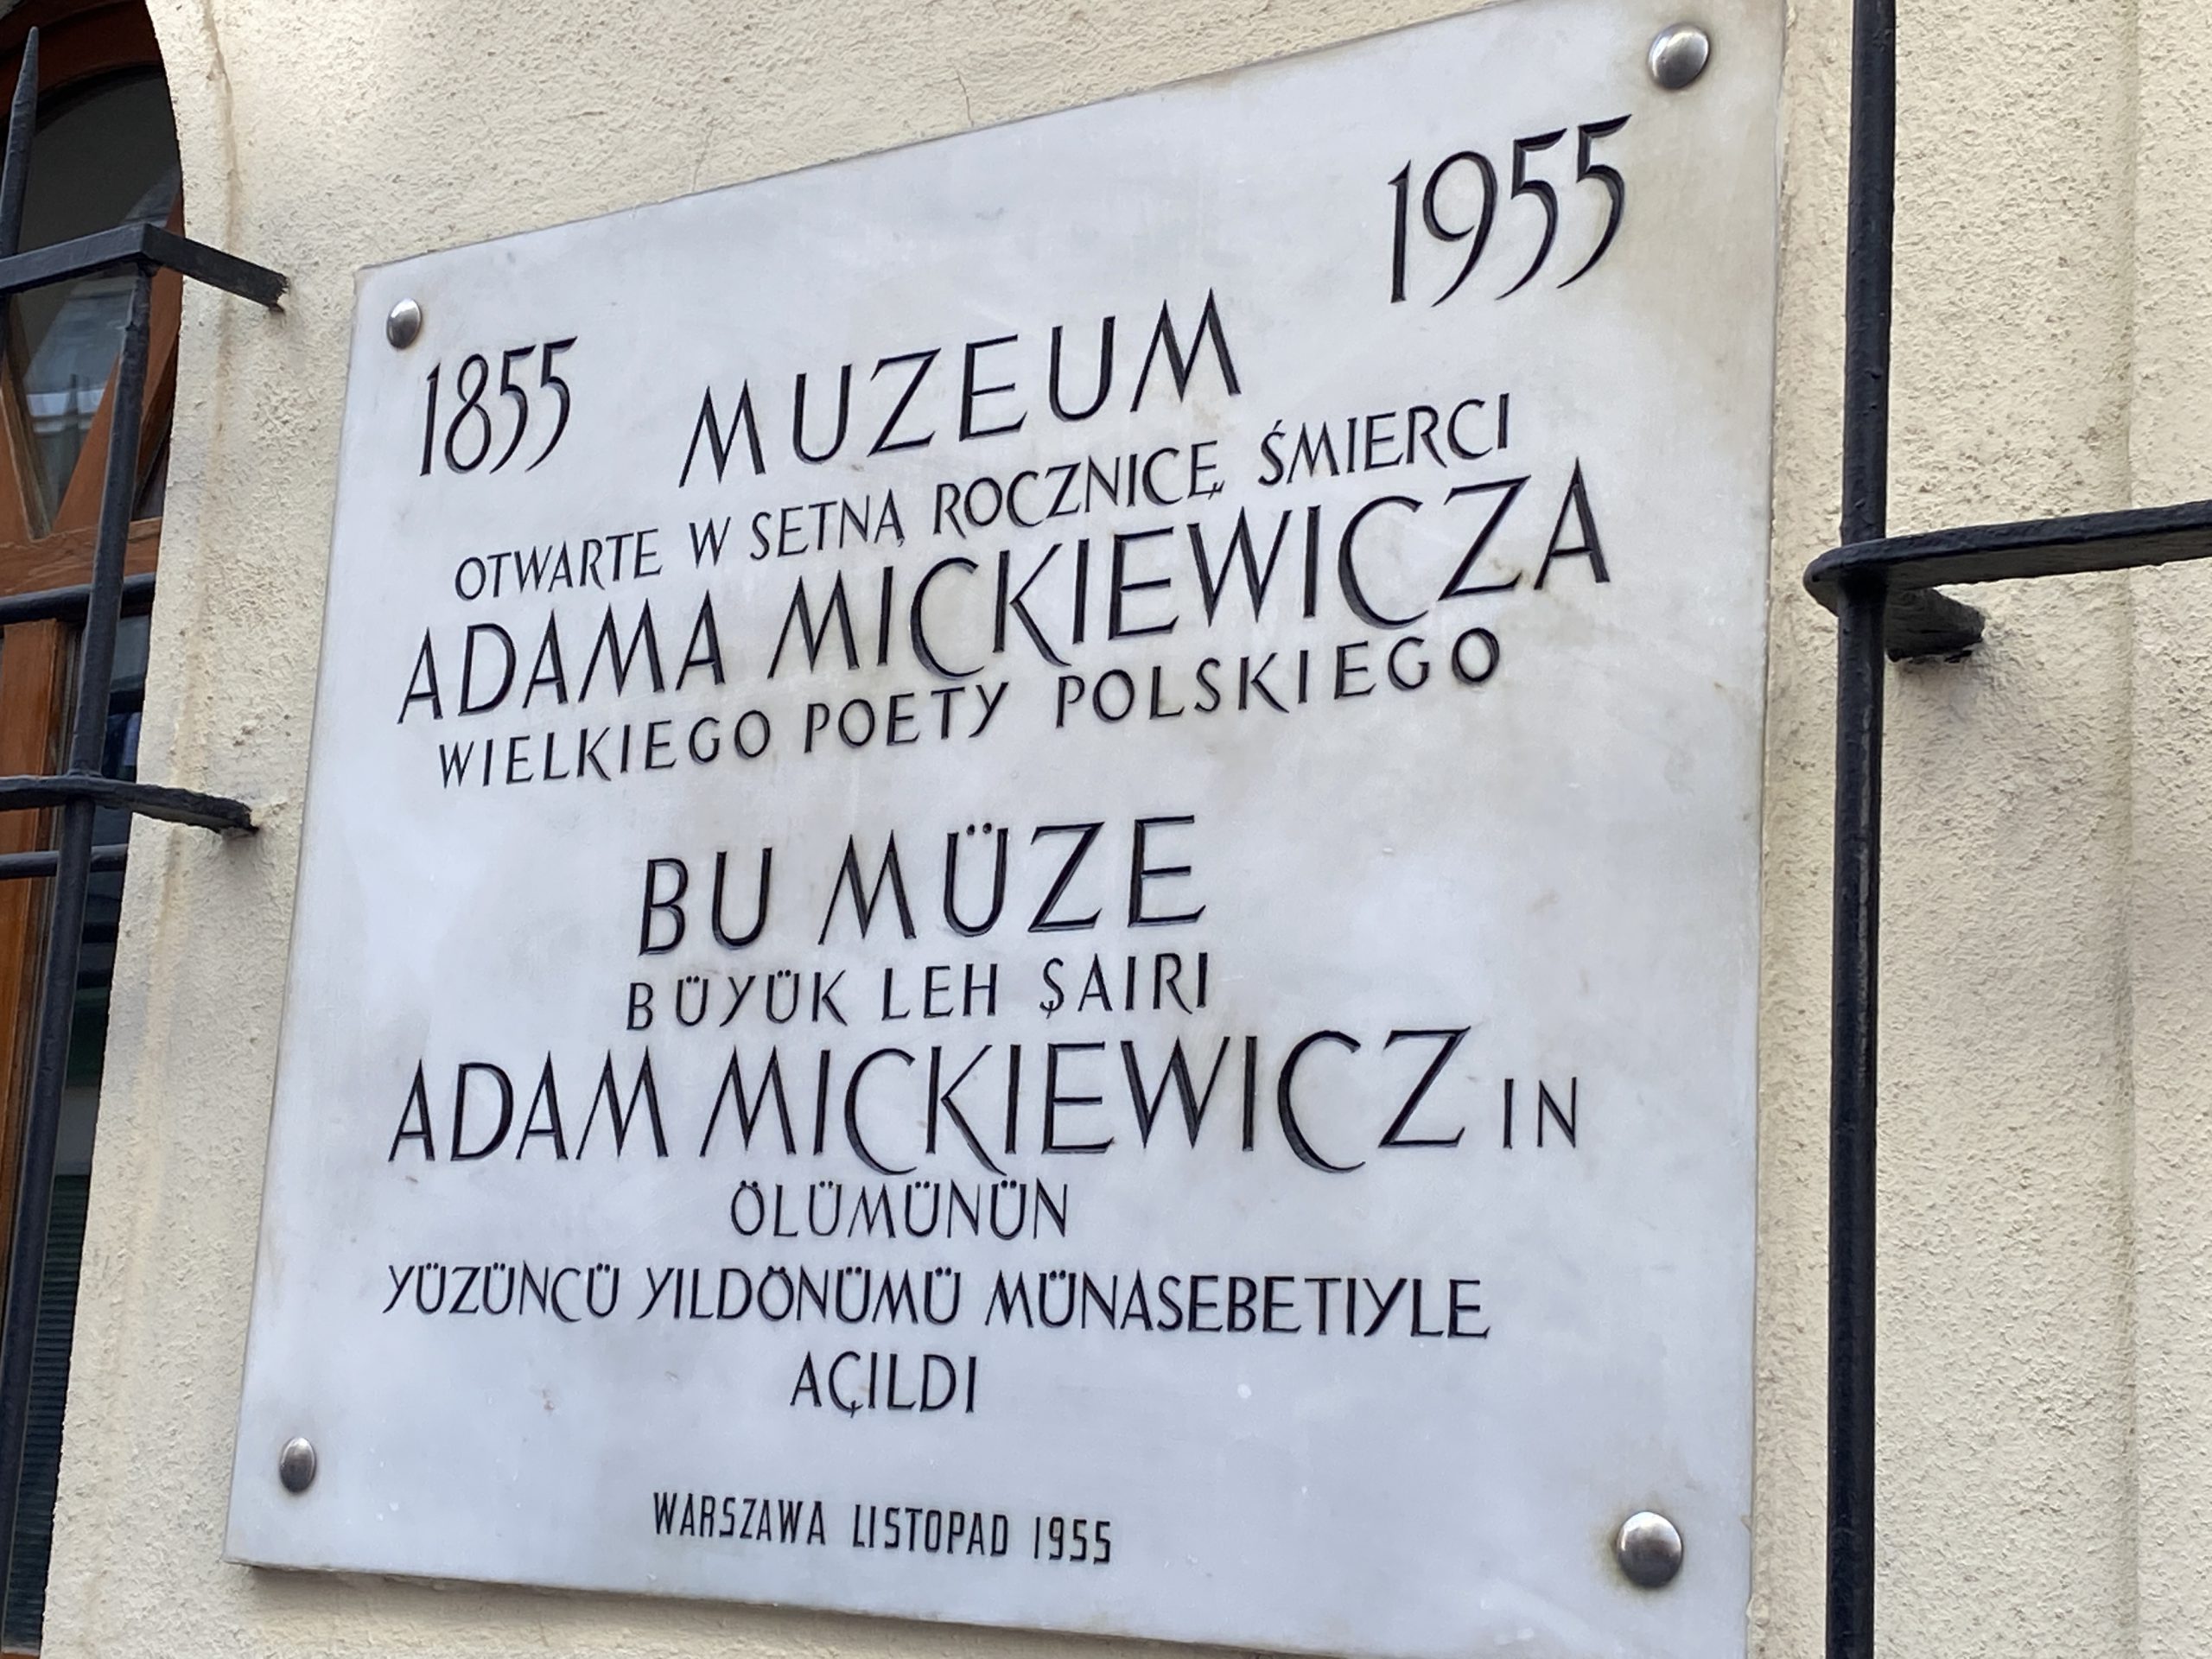 1855 MUZEUM 1955
OTWARTE W SETNĄ ROCZNICĘ ŚMIERCI
ADAMA MICKIEWICZA
WIELKIEGO POETY POLSKIEGO
BU MÜZE
BÜYÜK LEH ŞAIRI
ADAM MICKIEWICZ IN
ÖLÜMÜNÜN
YÜZÜNCÜ YILDÖNÜMÜ MÜNASEBETIYLE
AÇILDI
WARSZAWA LISTOPAD 1955